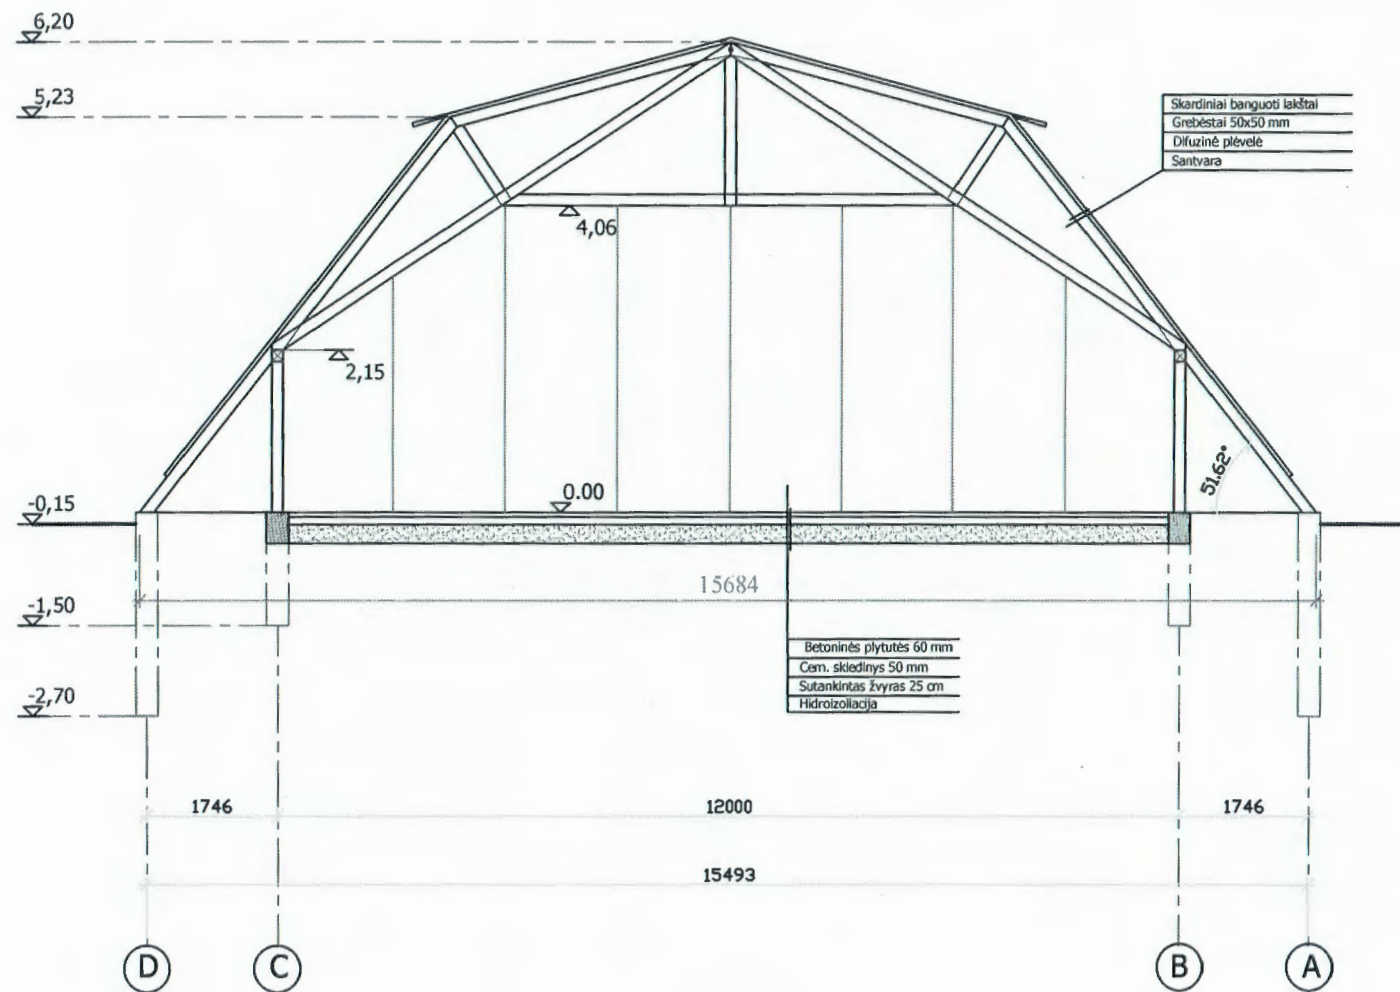 6,20
5,23
Skardiniai banguoti lakštai
Grebėstai 50x50 mm
Difuzinė plėvelė
Santvara
4,06
2,15
51.62°
0.00
-0,15
15684
-1,50
Betoninės plytutės 60 mm
Cem. skiedinys 50 mm
Sutankintas žvyras 25 cm
Hidroizoliacija
-2,70
1746
12000
1746
15493
D
C
B
A